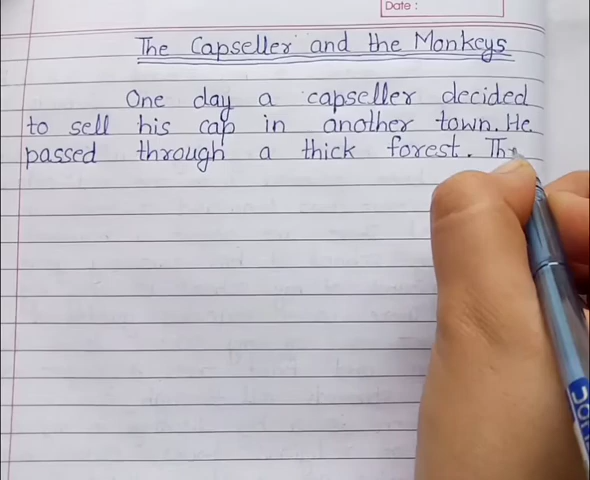 Date :
The Capseller and the Monkeys
One day a capseller decided
to sell his cap in another town. He
passed through a thick forest.